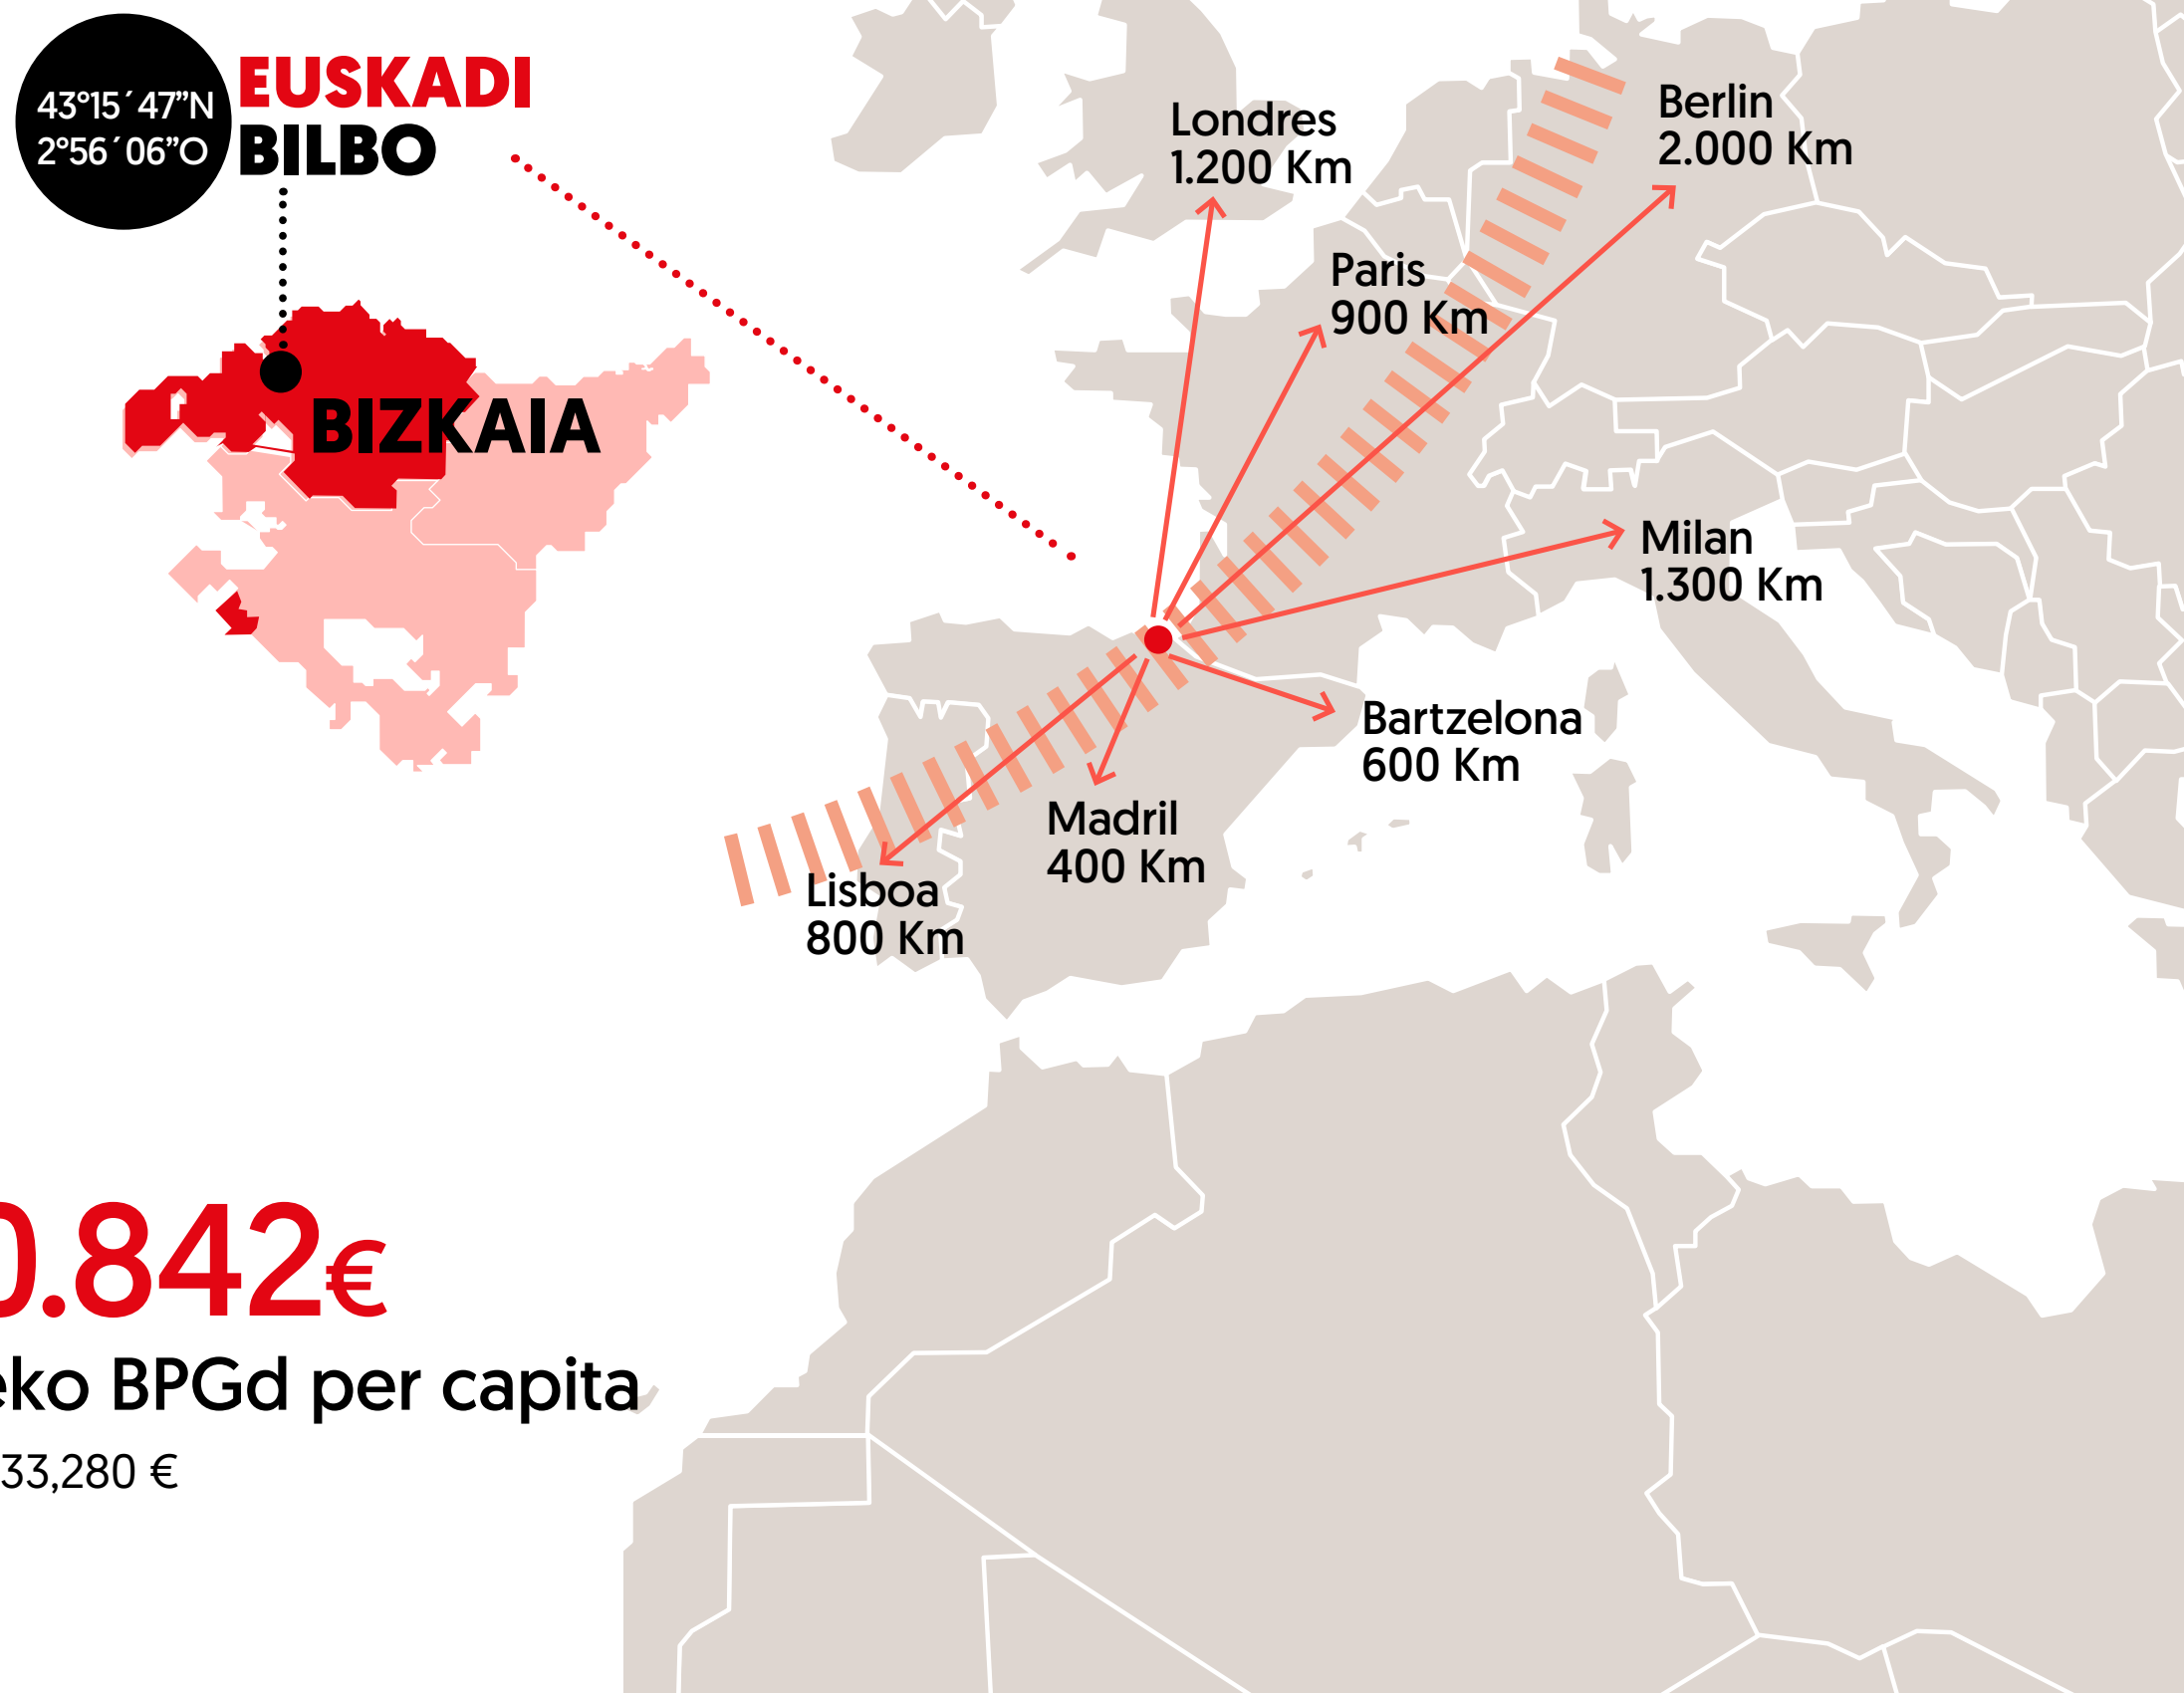 43°15´47”N
2°56´06”O
EUSKADI
BILBO
BIZKAIA
Londres
1.200 Km
Berlin
2.000 Km
Paris
900 Km
Milan
1.300 Km
Bartzelona
600 Km
Madril
400 Km
Lisboa
800 Km
0.842€
eko BPGd per capita
33,280 €